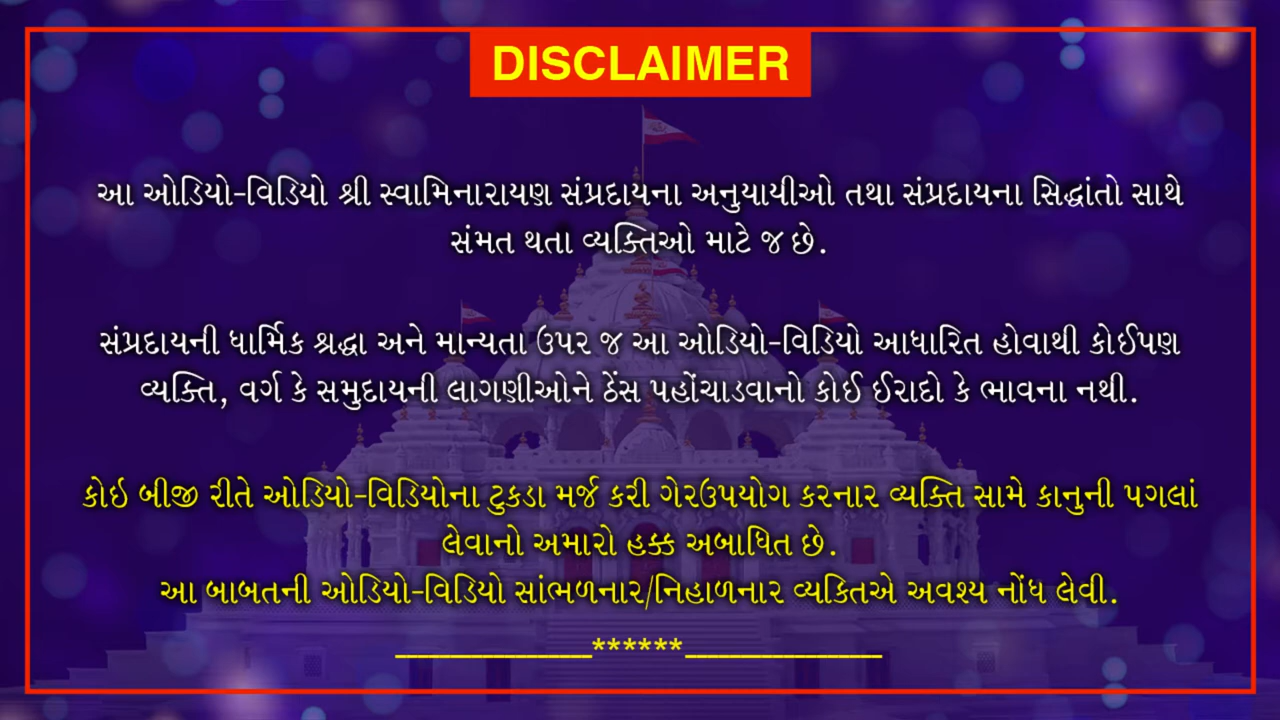 DISCLAIMER
આ ઓડિયો-વિડિયો શ્રી સ્વામિનારાયણ સંપ્રદાયના અનુયાયીઓ તથા સંપ્રદાયના સિદ્ધાંતો સાથે
સંમત થતા વ્યક્તિઓ માટે જ છે.
સંપ્રદાયની ધાર્મિક શ્રદ્ધા અને માન્યતા ઉપર જ આ ઓડિયો-વિડિયો આધારિત હોવાથી કોઈપણ
વ્યક્તિ, વર્ગ કે સમુદાયની લાગણીઓને ઠેંસ પહોંચાડવાનો કોઈ ઈરાદો કે ભાવના નથી.
કોઇ બીજી રીતે ઓડિયો-વિડિયોના ટુકડા મર્જ કરી ગેરઉપયોગ કરનાર વ્યક્તિ સામે કાનુની પગલાં
લેવાનો અમારો હક્ક અબાધિત છે.
આ બાબતની ઓડિયો-વિડિયો સાંભળનાર/નિહાળનાર વ્યકિતએ અવશ્ય નોંધ લેવી.
______________******______________